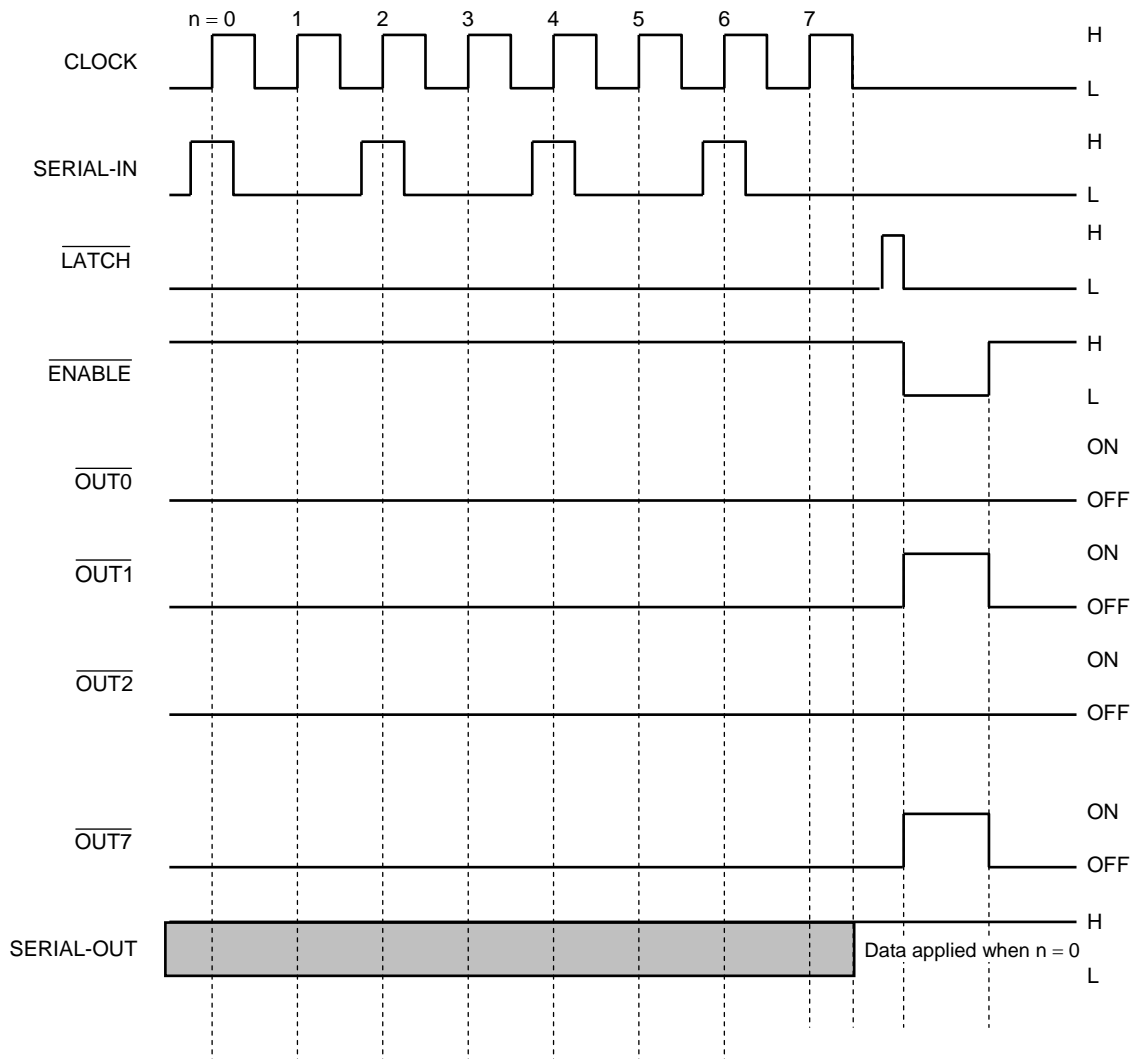 n = 0 1 2 3 4 5 6 7
CLOCK H L
SERIAL-IN H L
LATCH H L
ENABLE H L
OUT0 ON OFF
OUT1 ON OFF
OUT2 ON OFF
OUT7 ON OFF
SERIAL-OUT Data applied when n = 0 H L